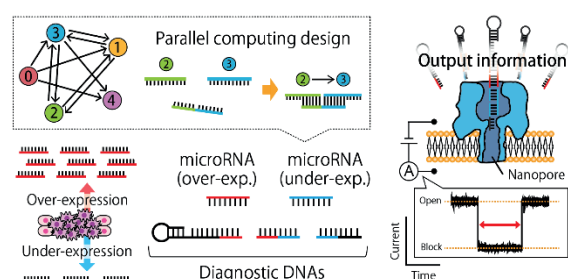 3
1
0
2
4
Parallel computing design
2
3
2
3
Over-expression
Under-expression
microRNA
(over-exp.)
microRNA
(under-exp.)
Diagnostic DNAs
Output information
A
Nanopore
Open
Block
Current
Time